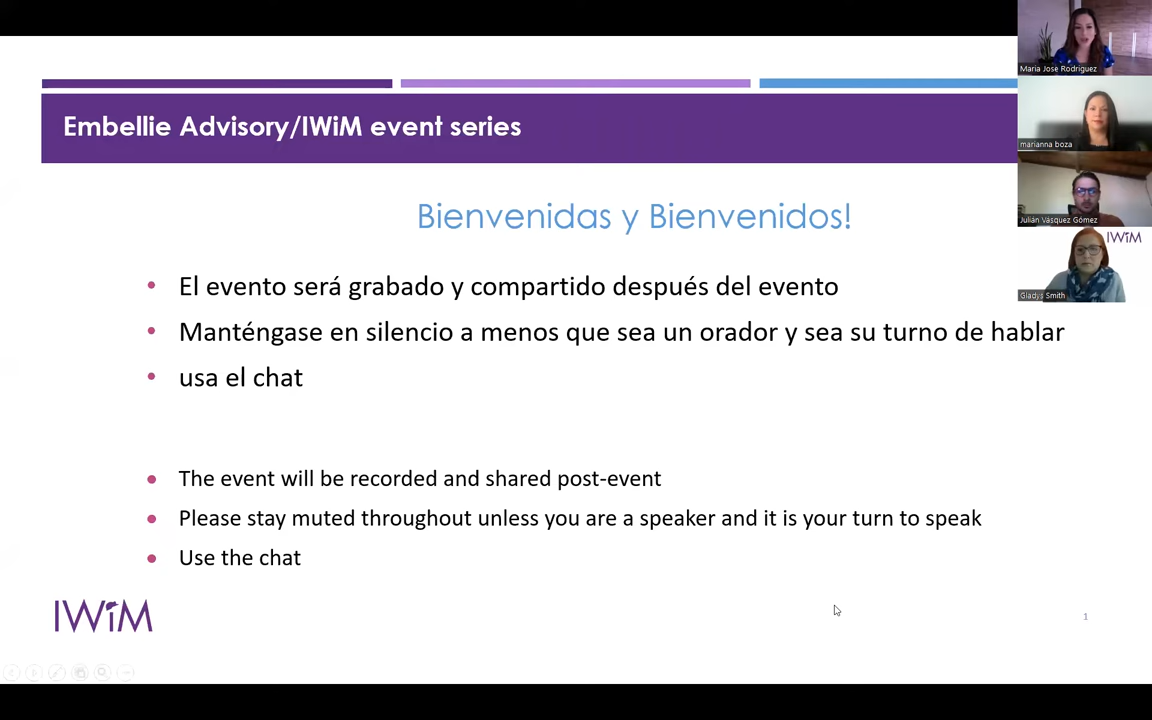 Embellie Advisory/IWiM event series
Bienvenidas y Bienvenidos!
• El evento será grabado y compartido después del evento
• Manténgase en silencio a menos que sea un orador y sea su turno de hablar
• usa el chat
• The event will be recorded and shared post-event
• Please stay muted throughout unless you are a speaker and it is your turn to speak
• Use the chat
IWiM
1
Maria Jose Rodriguez
marianna boza
Julián Vásquez Gómez
IWiM
Gladys Smith